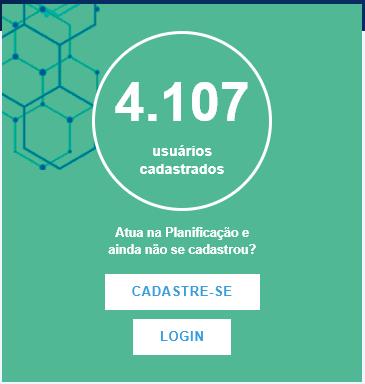 4.107
usuários
cadastrados
Atua na Planificação e
ainda não se cadastrou?
CADASTRE-SE
LOGIN